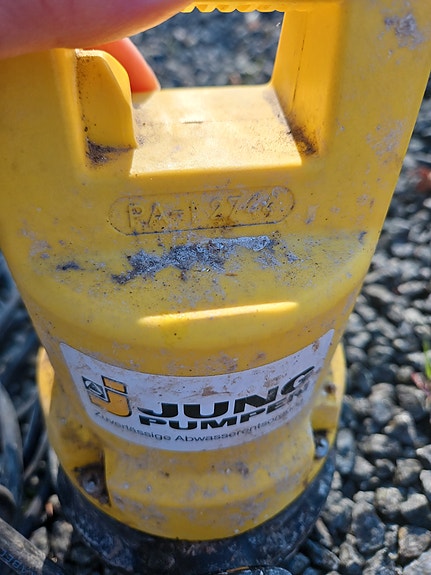 JUNG
PUMPEN
Zuverlässige Abwasserentsorgung